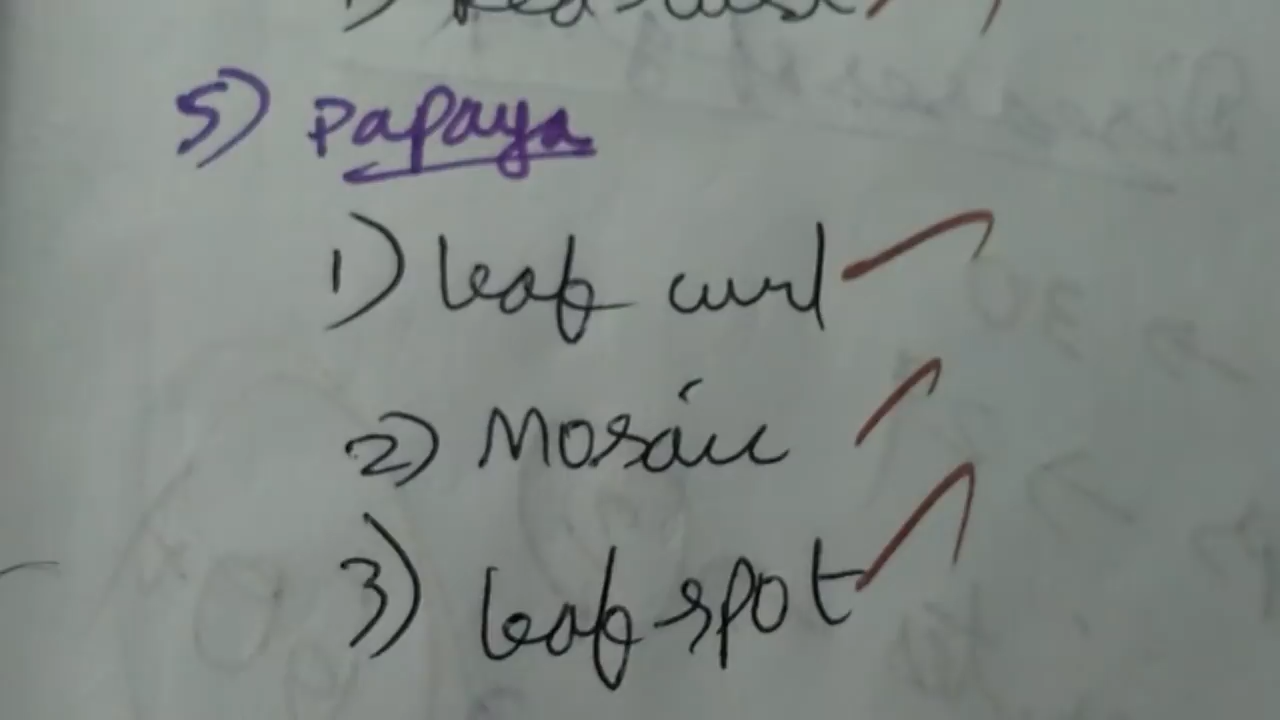 5) Papaya
1) leaf curl
2) Mosaic
3) leaf spot